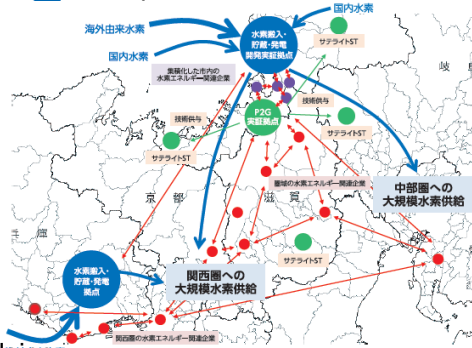 海外由来水素
国内水素
国内水素
水素搬入・
貯蔵・発電
開発実証拠点
サテライトST
集積化した市内の
水素エネルギー関連企業
技術供与
P2G
実証拠点
技術供与
サテライトST
サテライトST
岐
圏域の水素エネルギー関連企業
京
都
滋
賀
中部圏への
大規模水素供給
兵
庫
サテライトST
水素搬入・
貯蔵・発電
拠点
関西圏への
大規模水素供給
関西圏の水素エネルギー関連企業